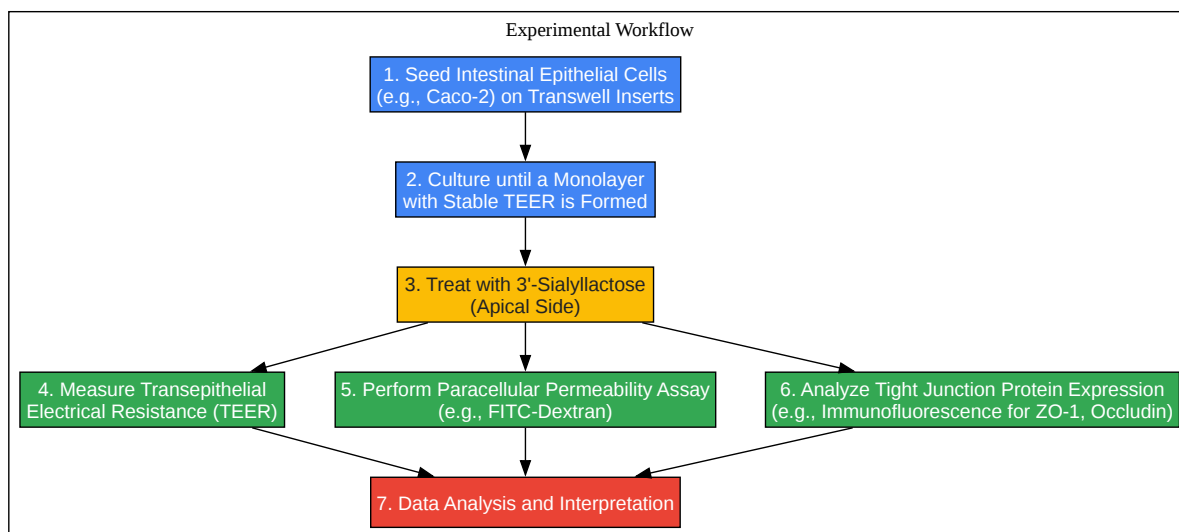 Experimental Workflow
1. Seed Intestinal Epithelial Cells
(e.g., Caco-2) on Transwell Inserts
2. Culture until a Monolayer
with Stable TEER is Formed
3. Treat with 3'-Sialyllactose
(Apical Side)
4. Measure Transepithelial
Electrical Resistance (TEER)
5. Perform Paracellular Permeability Assay
(e.g., FITC-Dextran)
6. Analyze Tight Junction Protein Expression
(e.g., Immunofluorescence for ZO-1, Occludin)
7. Data Analysis and Interpretation